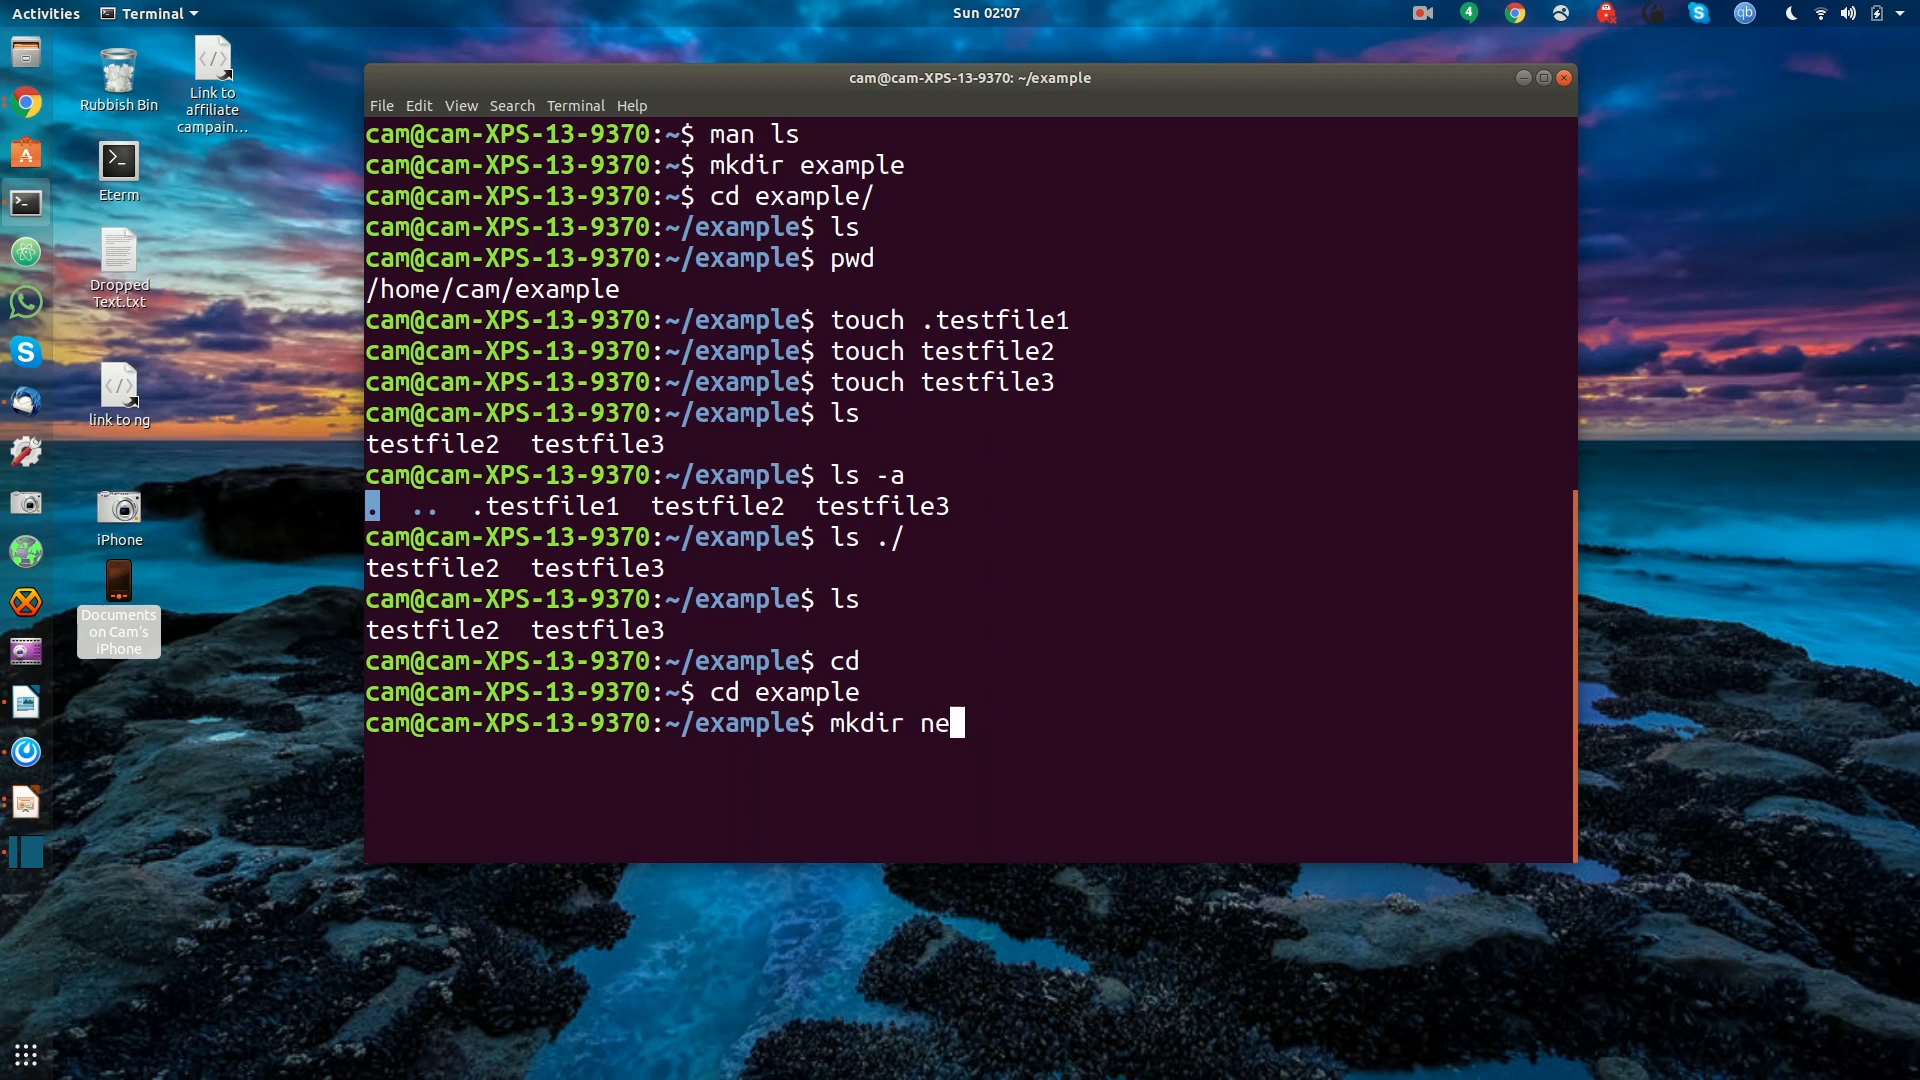 Activities Terminal Sun 02:07 4 qb
Rubbish Bin
Link to
affiliate
campain...
Eterm
Dropped
Text.txt
link to ng
iPhone
Documents
on Cam's
iPhone
cam@cam-XPS-13-9370: ~/example
File Edit View Search Terminal Help
cam@cam-XPS-13-9370:~$ man ls
cam@cam-XPS-13-9370:~$ mkdir example
cam@cam-XPS-13-9370:~$ cd example/
cam@cam-XPS-13-9370:~/example$ ls
cam@cam-XPS-13-9370:~/example$ pwd
/home/cam/example
cam@cam-XPS-13-9370:~/example$ touch .testfile1
cam@cam-XPS-13-9370:~/example$ touch testfile2
cam@cam-XPS-13-9370:~/example$ touch testfile3
cam@cam-XPS-13-9370:~/example$ ls
testfile2 testfile3
cam@cam-XPS-13-9370:~/example$ ls -a
. .. .testfile1 testfile2 testfile3
cam@cam-XPS-13-9370:~/example$ ls ./
testfile2 testfile3
cam@cam-XPS-13-9370:~/example$ ls
testfile2 testfile3
cam@cam-XPS-13-9370:~/example$ cd
cam@cam-XPS-13-9370:~$ cd example
cam@cam-XPS-13-9370:~/example$ mkdir ne